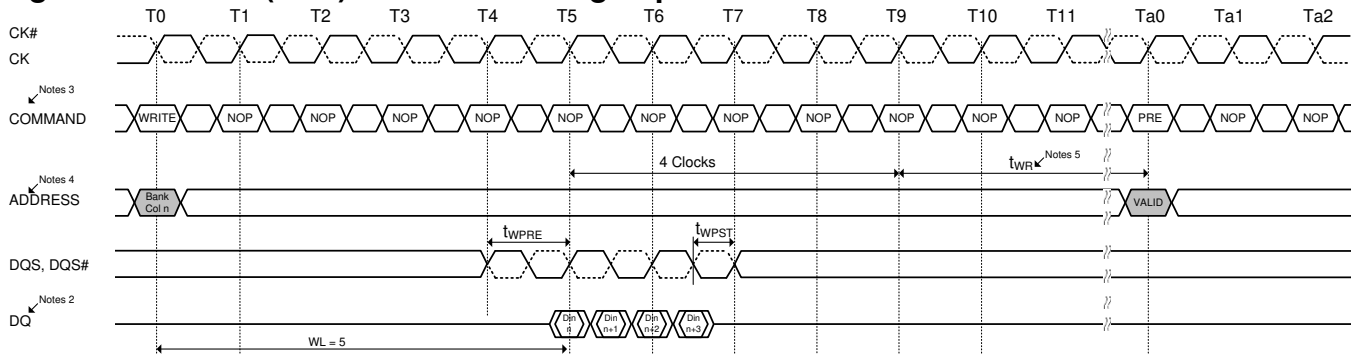 T0 T1 T2 T3 T4 T5 T6 T7 T8 T9 T10 T11 Ta0 Ta1 Ta2
CK#
CK
Notes 3
COMMAND WRITE NOP NOP NOP NOP NOP NOP NOP NOP NOP NOP NOP PRE NOP NOP
4 Clocks tWR Notes 5
Notes 4
ADDRESS Bank Col n VALID
tWPRE tWPST
DQS, DQS#
Notes 2
DQ Din n Din n+1 Din n+2 Din n+3
WL = 5